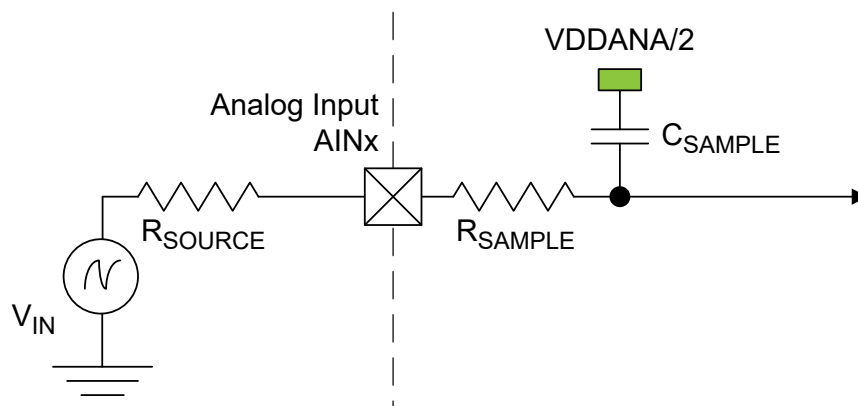 VDDANA/2
Analog Input
AINx
CSAMPLE
RSOURCE
RSAMPLE
VIN